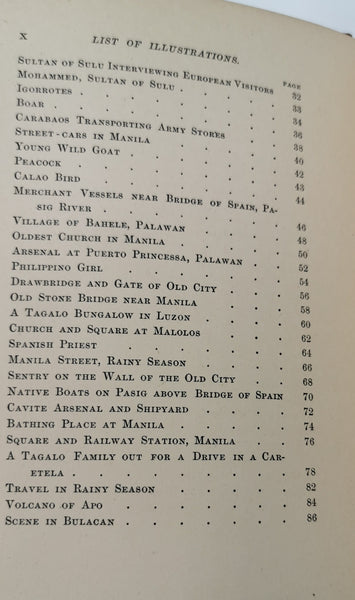 X LIST OF ILLUSTRATIONS.
PAGE
SULTAN OF SULU INTERVIEWING EUROPEAN VISITORS 32
MOHAMMED, SULTAN OF SULU . . . . . 33
IGORROTES . . . . . . . 34
BOAR . . . . . . . 36
CARABAOS TRANSPORTING ARMY STORES . . . 38
STREET-CARS IN MANILA . . . . . 40
YOUNG WILD GOAT . . . . . . 42
PEACOCK . . . . . . . 43
CALAO BIRD . . . . . . . 44
MERCHANT VESSELS NEAR BRIDGE OF SPAIN, PA-
SIG RIVER . . . . . . . 46
VILLAGE OF BAHELE, PALAWAN . . . . 48
OLDEST CHURCH IN MANILA . . . . 50
ARSENAL AT PUERTO PRINCESSA, PALAWAN . . 52
PHILIPPINO GIRL . . . . . . 54
DRAWBRIDGE AND GATE OF OLD CITY . . . 56
OLD STONE BRIDGE NEAR MANILA . . . . 58
A TAGALO BUNGALOW IN LUZON . . . . 60
CHURCH AND SQUARE AT MALOLOS . . . . 62
SPANISH PRIEST . . . . . . 64
MANILA STREET, RAINY SEASON . . . . 66
SENTRY ON THE WALL OF THE OLD CITY . . 68
NATIVE BOATS ON PASIG ABOVE BRIDGE OF SPAIN 70
CAVITE ARSENAL AND SHIPYARD . . . . 72
BATHING PLACE AT MANILA . . . . . 74
SQUARE AND RAILWAY STATION, MANILA . . 76
A TAGALO FAMILY OUT FOR A DRIVE IN A CAR-
ETELA . . . . . . . . 78
TRAVEL IN RAINY SEASON . . . . . 82
VOLCANO OF APO . . . . . . 84
SCENE IN BULACAN . . . . . . 86